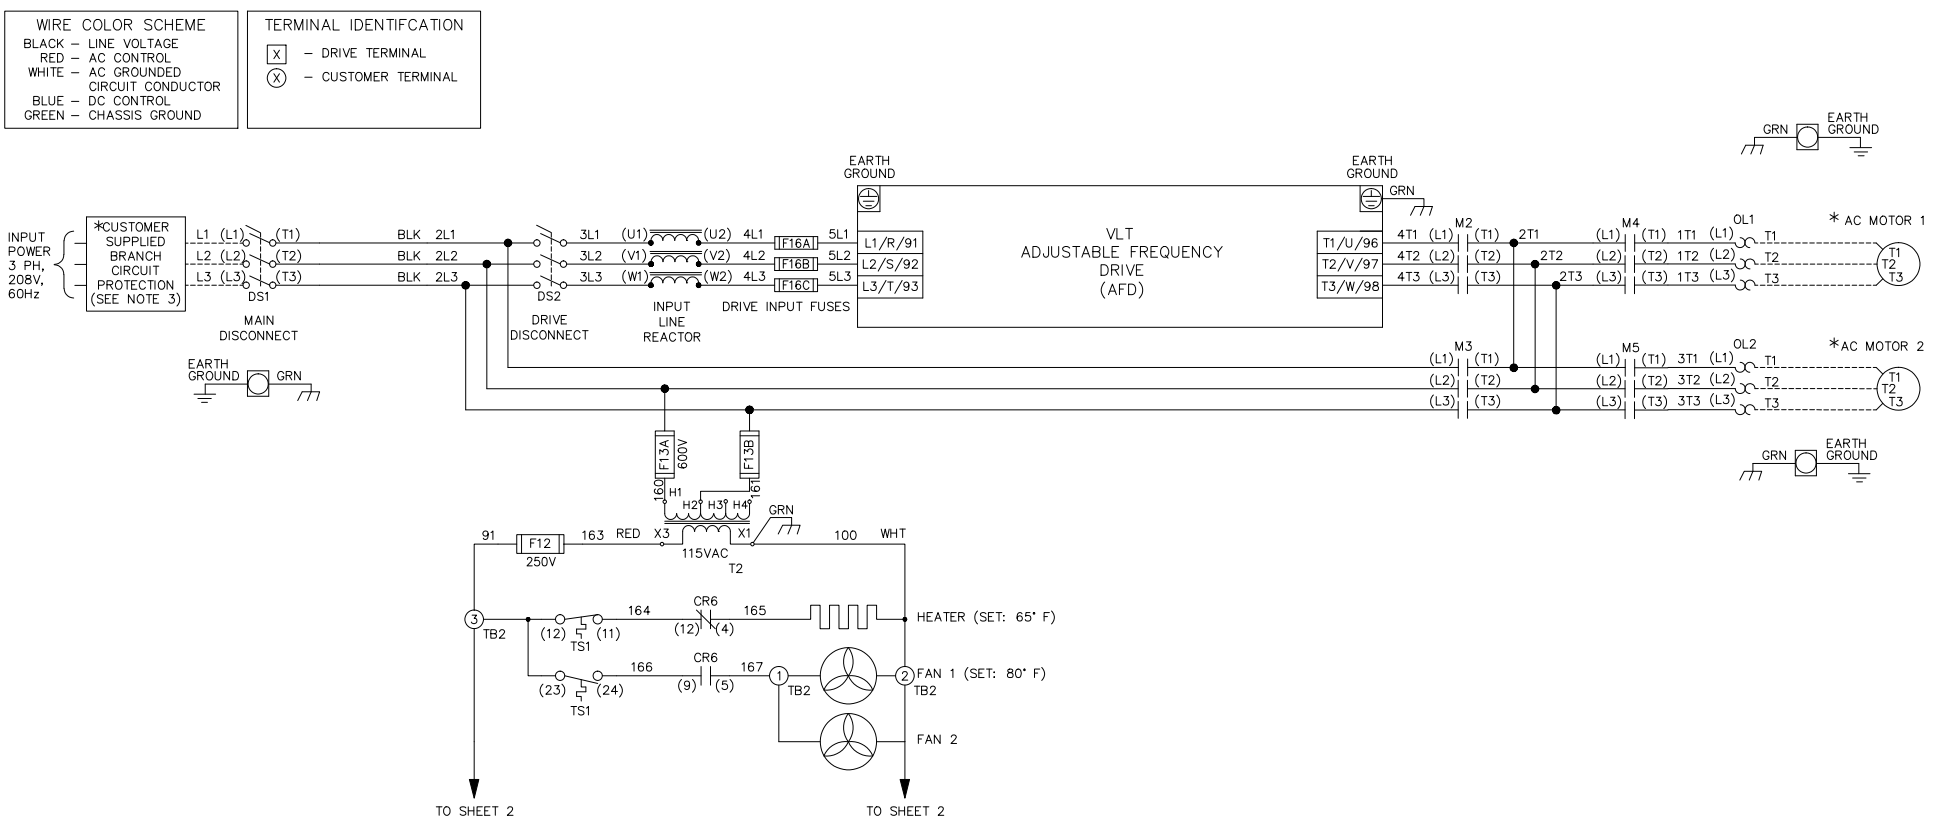 WIRE COLOR SCHEME
BLACK – LINE VOLTAGE
RED – AC CONTROL
WHITE – AC GROUNDED
CIRCUIT CONDUCTOR
BLUE – DC CONTROL
GREEN – CHASSIS GROUND
TERMINAL IDENTIFCATION
X – DRIVE TERMINAL
X – CUSTOMER TERMINAL
GRN
EARTH
GROUND
INPUT
POWER
3 PH,
208V,
60Hz
*CUSTOMER
SUPPLIED
BRANCH
CIRCUIT
PROTECTION
(SEE NOTE 3)
L1 (L1) (T1) BLK 2L1 3L1 (U1) (U2) 4L1 F16A 5L1 L1/R/91
L2 (L2) (T2) BLK 2L2 3L2 (V1) (V2) 4L2 F16B 5L2 L2/S/92
L3 (L3) (T3) BLK 2L3 3L3 (W1) (W2) 4L3 F16C 5L3 L3/T/93
DS1
MAIN
DISCONNECT
DS2
DRIVE
DISCONNECT
INPUT
LINE
REACTOR
DRIVE INPUT FUSES
EARTH
GROUND
VLT
ADJUSTABLE FREQUENCY
DRIVE
(AFD)
EARTH
GROUND
GRN
M2 M4 OL1 * AC MOTOR 1
T1/U/96 4T1 (L1) (T1) 2T1 (L1) (T1) 1T1 (L1) T1
T2/V/97 4T2 (L2) (T2) 2T2 (L2) (T2) 1T2 (L2) T2
T3/W/98 4T3 (L3) (T3) 2T3 (L3) (T3) 1T3 (L3) T3
T1
T2
T3
M3 M5 OL2 *AC MOTOR 2
(L1) (T1) (L1) (T1) 3T1 (L1) T1
(L2) (T2) (L2) (T2) 3T2 (L2) T2
(L3) (T3) (L3) (T3) 3T3 (L3) T3
T1
T2
T3
EARTH
GROUND
GRN
GRN
EARTH
GROUND
F13A
600V
F13B
160
161
H1
H2 H3 H4
GRN
91 F12 163 RED X3 X1 100 WHT
250V
115VAC
T2
3
TB2
(12) (11) 164 CR6 (12) (4) 165 HEATER (SET: 65° F)
TS1
(23) (24) 166 CR6 (9) (5) 167 1 TB2 2 TB2 FAN 1 (SET: 80° F)
TS1
FAN 2
TO SHEET 2
TO SHEET 2